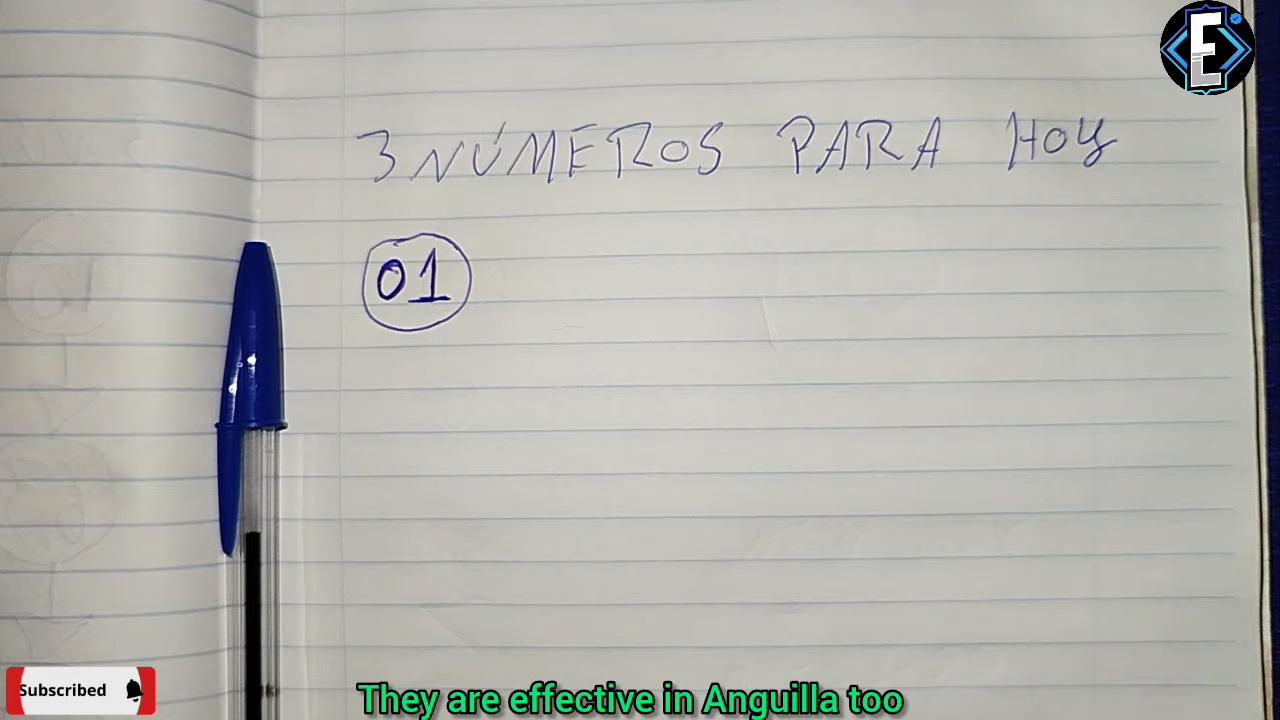 E
3 NÚMEROS PARA HOY
01
Subscribed
They are effective in Anguilla too